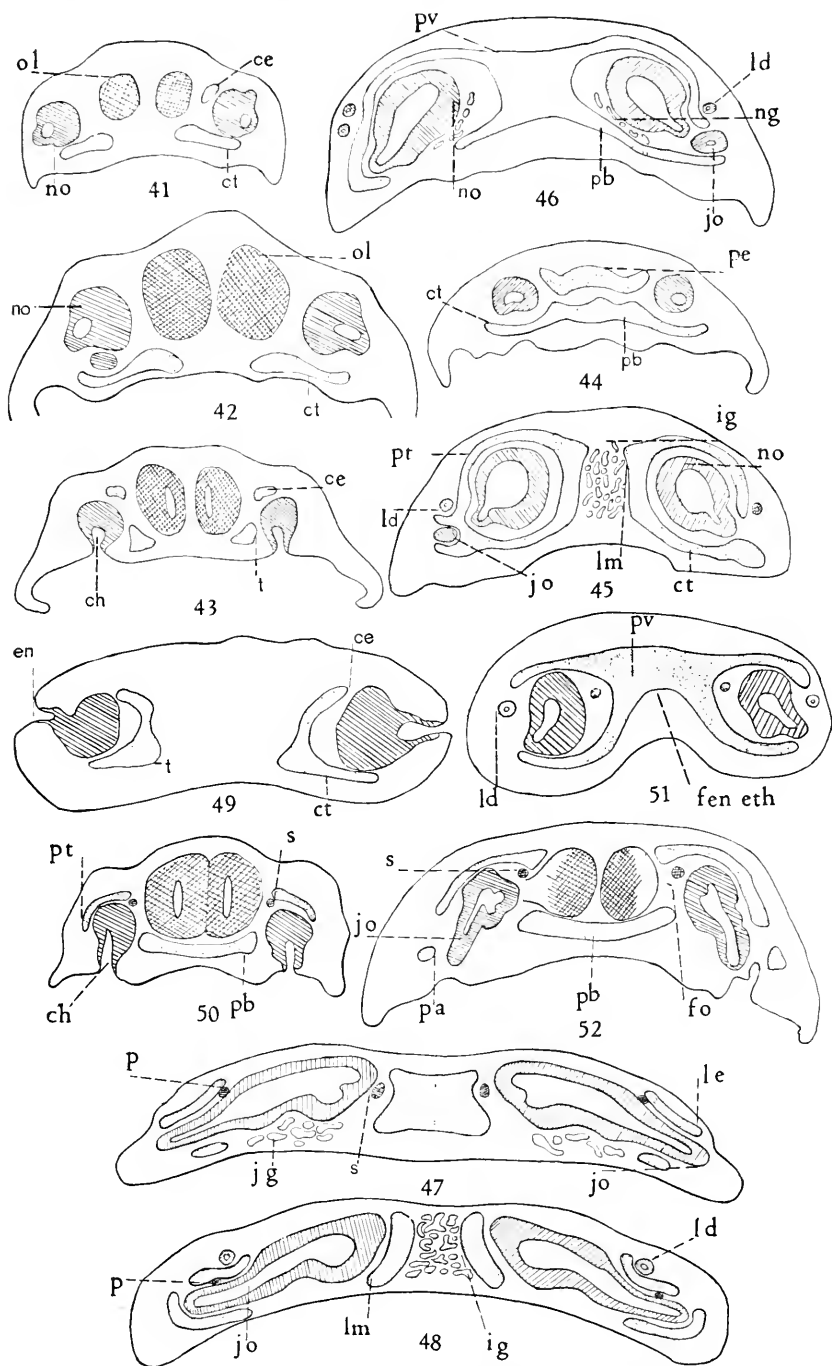 ol
ce
no
41
ct
pv
ld
ng
no
46
pb
jo
ol
no
42
ct
pe
ct
pb
44
ce
ch
43
t
ig
pt
no
ld
jo
lm
45
ct
en
ce
t
49
ct
pv
ld
51
fen eth
pt
s
ch
50
pb
s
jo
pa
pb
fo
52
p
le
jg
s
47
jo
ld
p
jo
lm
48
ig